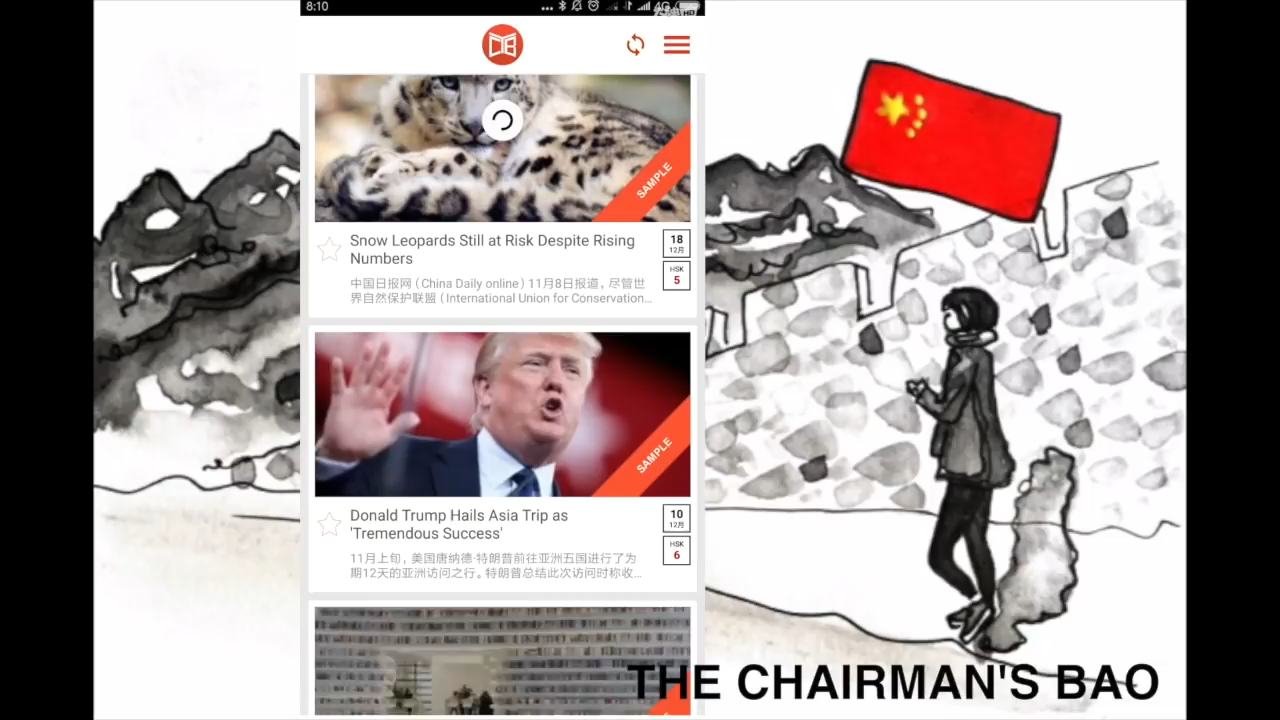 8:10
4G
SAMPLE
Snow Leopards Still at Risk Despite Rising
Numbers
18
12月
HSK
5
中国日报网（China Daily online）11月8日报道，尽管世
界自然保护联盟（International Union for Conservation...
SAMPLE
Donald Trump Hails Asia Trip as
'Tremendous Success'
10
12月
HSK
6
11月上旬，美国唐纳德·特朗普前往亚洲五国进行了为
期12天的亚洲访问之行。特朗普总结此次访问时称收...
THE CHAIRMAN'S BAO